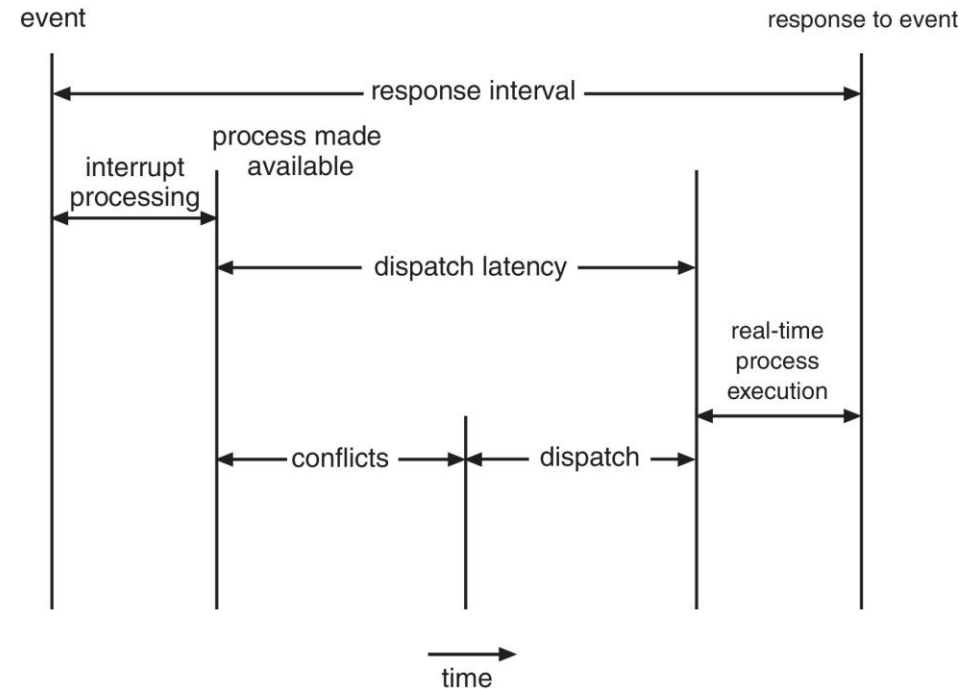 event
response to event
response interval
process made
available
interrupt
processing
dispatch latency
real-time
process
execution
conflicts
dispatch
time